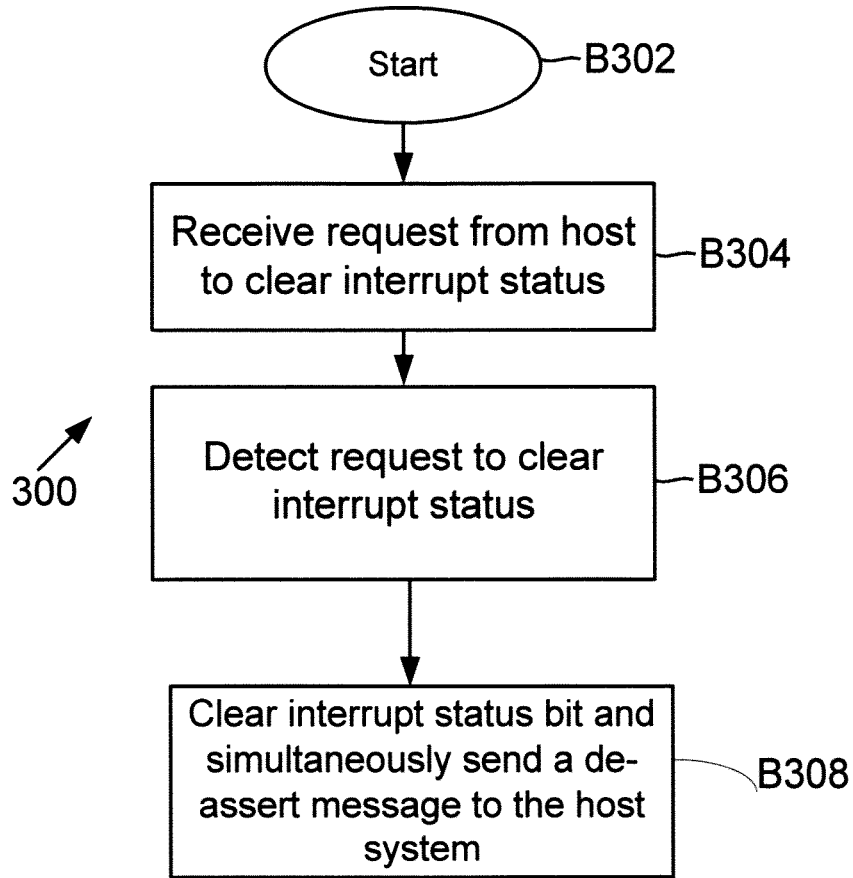 Start
B302
Receive request from host
to clear interrupt status
B304
300
Detect request to clear
interrupt status
B306
Clear interrupt status bit and
simultaneously send a de-
assert message to the host
system
B308